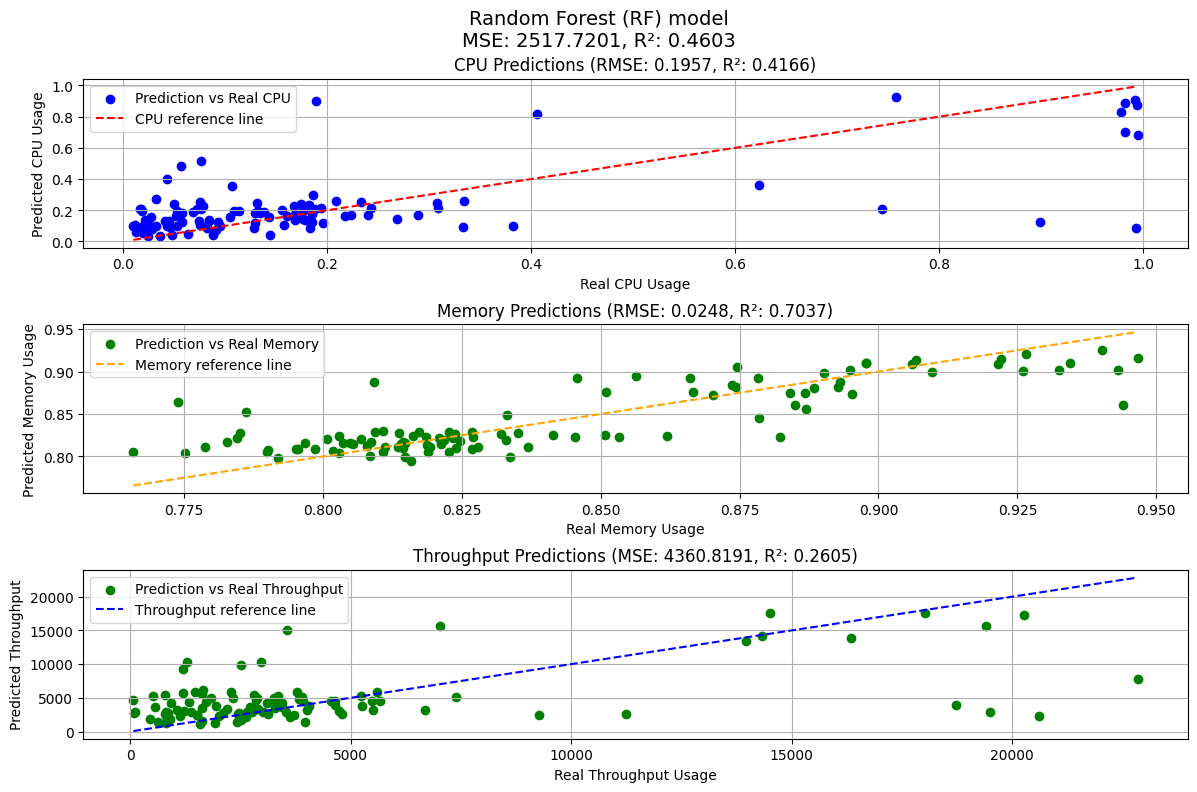 Random Forest (RF) model
MSE: 2517.7201, R²: 0.4603
CPU Predictions (RMSE: 0.1957, R²: 0.4166)
Predicted CPU Usage
1.0
0.8
0.6
0.4
0.2
0.0
Prediction vs Real CPU
CPU reference line
0.0 0.2 0.4 0.6 0.8 1.0
Real CPU Usage
Memory Predictions (RMSE: 0.0248, R²: 0.7037)
Predicted Memory Usage
0.95
0.90
0.85
0.80
Prediction vs Real Memory
Memory reference line
0.775 0.800 0.825 0.850 0.875 0.900 0.925 0.950
Real Memory Usage
Throughput Predictions (MSE: 4360.8191, R²: 0.2605)
Predicted Throughput
20000
15000
10000
5000
0
Prediction vs Real Throughput
Throughput reference line
0 5000 10000 15000 20000
Real Throughput Usage